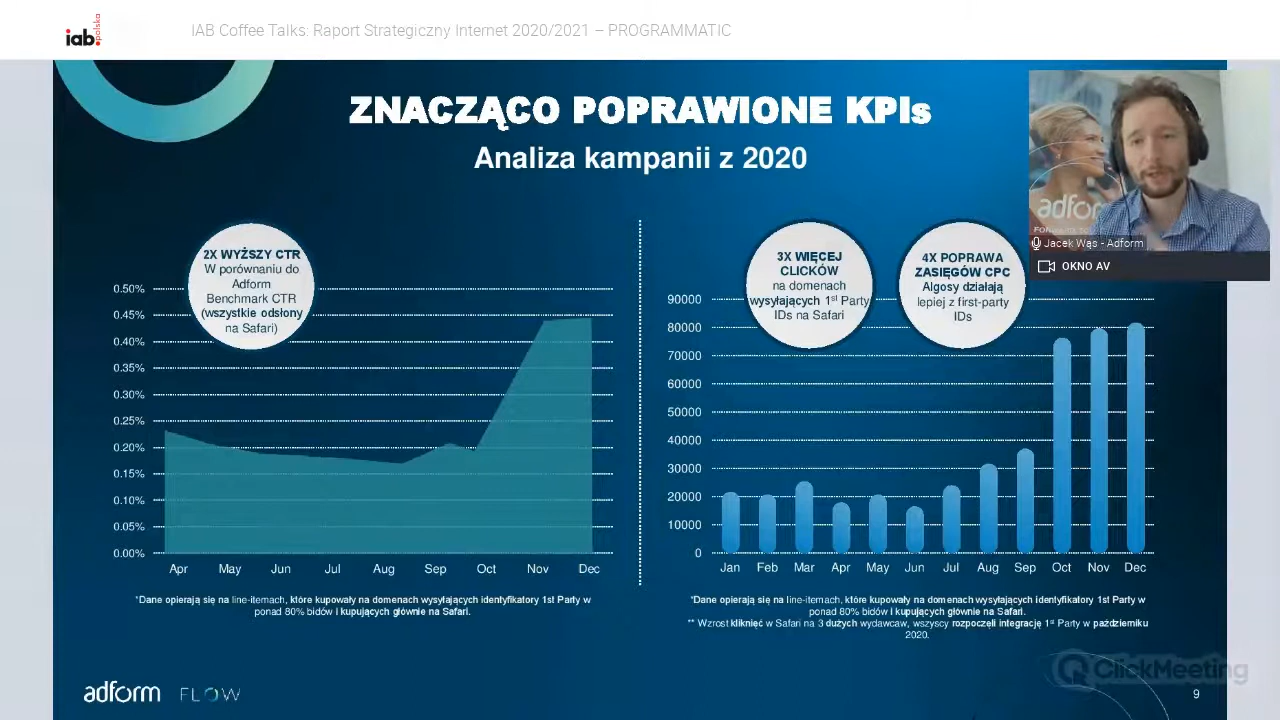 iab:
polska
IAB Coffee Talks: Raport Strategiczny Internet 2020/2021 – PROGRAMMATIC
ZNACZĄCO POPRAWIONE KPIs
Analiza kampanii z 2020
adform
Jacek Wąs - Adform
OKNO AV
2X WYŻSZY CTR
W porównaniu do
Adform
Benchmark CTR
(wszystkie odsłony
na Safari)
0.50%
0.45%
0.40%
0.35%
0.30%
0.25%
0.20%
0.15%
0.10%
0.05%
0.00%
Apr May Jun Jul Aug Sep Oct Nov Dec
*Dane opierają się na line-itemach, które kupowały na domenach wysyłających identyfikatory 1st Party w
ponad 80% bidów i kupujących głównie na Safari.
3X WIĘCEJ
CLICKÓW
na domenach
wysyłających 1st Party
IDs na Safari
4X POPRAWA
ZASIĘGÓW CPC
Algosy działają
lepiej z first-party
IDs
90000
80000
70000
60000
50000
40000
30000
20000
10000
0
Jan Feb Mar Apr May Jun Jul Aug Sep Oct Nov Dec
*Dane opierają się na line-itemach, które kupowały na domenach wysyłających identyfikatory 1st Party w
ponad 80% bidów i kupujących głównie na Safari.
** Wzrost kliknięć w Safari na 3 dużych wydawcaw, wszyscy rozpoczęli integrację 1st Party w październiku
2020.
adform FLOW
ClickMeeting
9